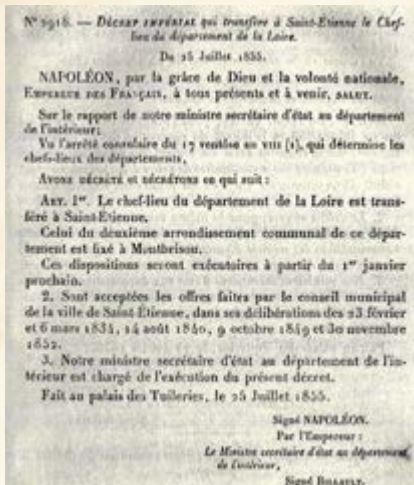 N° 2918. — DÉCRET IMPÉRIAL qui transfère à Saint-Étienne le Chef-
lieu du département de la Loire.
Du 25 Juillet 1855.
NAPOLÉON, par la grâce de Dieu et la volonté nationale,
EMPEREUR DES FRANÇAIS, à tous présents et à venir, SALUT.
Sur le rapport de notre ministre secrétaire d'état au département
de l'intérieur;
Vu l'arrêté consulaire du 17 ventôse an VIII (1), qui détermine les
chefs-lieux des départements,
AVONS DÉCRÉTÉ et DÉCRÉTONS ce qui suit :
ART. 1er. Le chef-lieu du département de la Loire est trans-
féré à Saint-Étienne.
Celui du deuxième arrondissement communal de ce dépar-
tement est fixé à Montbrison.
Ces dispositions seront exécutoires à partir du 1er janvier
prochain.
2. Sont acceptées les offres faites par le conseil municipal
de la ville de Saint-Étienne, dans ses délibérations des 23 février
et 6 mars 1834, 14 août 1840, 9 octobre 1849 et 30 novembre
1852.
3. Notre ministre secrétaire d'état au département de l'in-
térieur est chargé de l'exécution du présent décret.
Fait au palais des Tuileries, le 25 Juillet 1855.
Signé NAPOLÉON.
Par l'Empereur :
Le Ministre secrétaire d'état au département
de l'intérieur,
Signé BILLAULT.